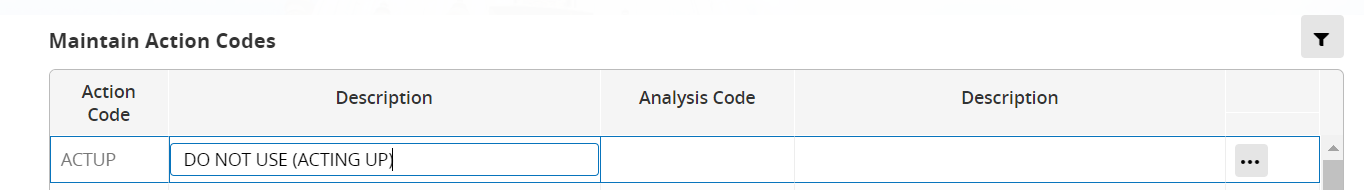 Maintain Action Codes
Action Code
Description
Analysis Code
Description
ACTUP
DO NOT USE (ACTING UP)